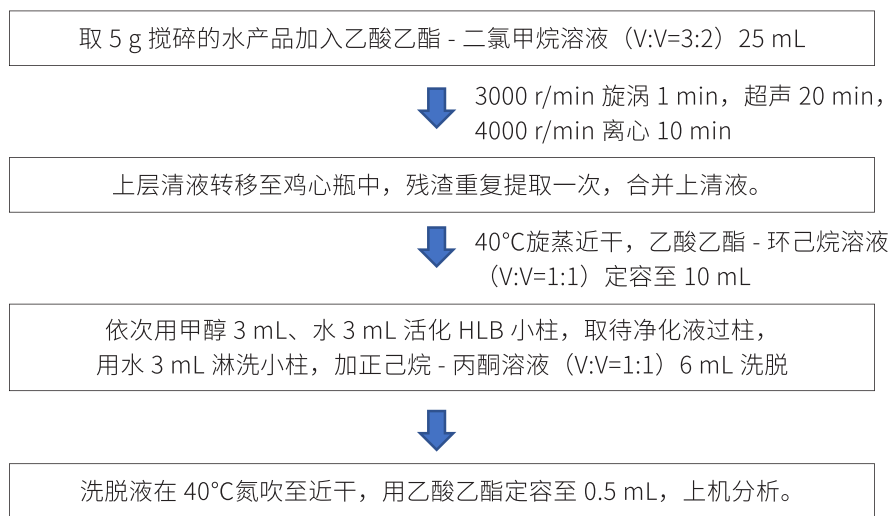 取 5 g 搅碎的水产品加入乙酸乙酯 - 二氯甲烷溶液（V:V=3:2）25 mL
3000 r/min 旋涡 1 min，超声 20 min，
4000 r/min 离心 10 min
上层清液转移至鸡心瓶中，残渣重复提取一次，合并上清液。
40℃旋蒸近干，乙酸乙酯 - 环己烷溶液
（V:V=1:1）定容至 10 mL
依次用甲醇 3 mL、水 3 mL 活化 HLB 小柱，取待净化液过柱，
用水 3 mL 淋洗小柱，加正己烷 - 丙酮溶液（V:V=1:1）6 mL 洗脱
洗脱液在 40℃氮吹至近干，用乙酸乙酯定容至 0.5 mL，上机分析。